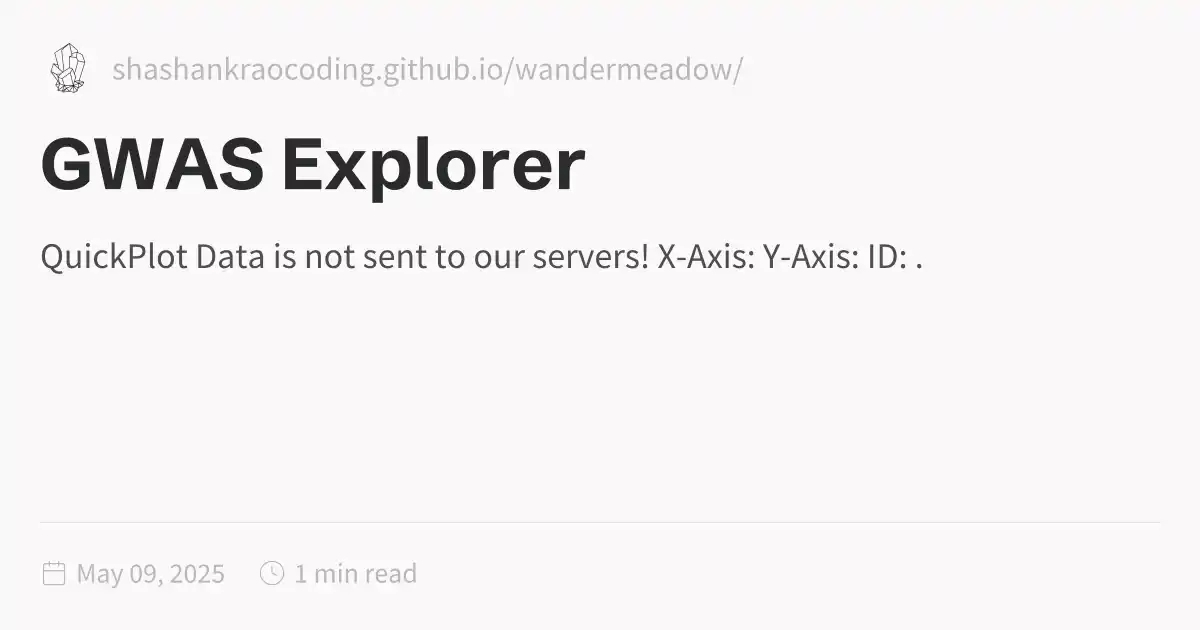 shashankraocoding.github.io/wandermeadow/
GWAS Explorer
QuickPlot Data is not sent to our servers! X-Axis: Y-Axis: ID: .
May 09, 2025 1 min read